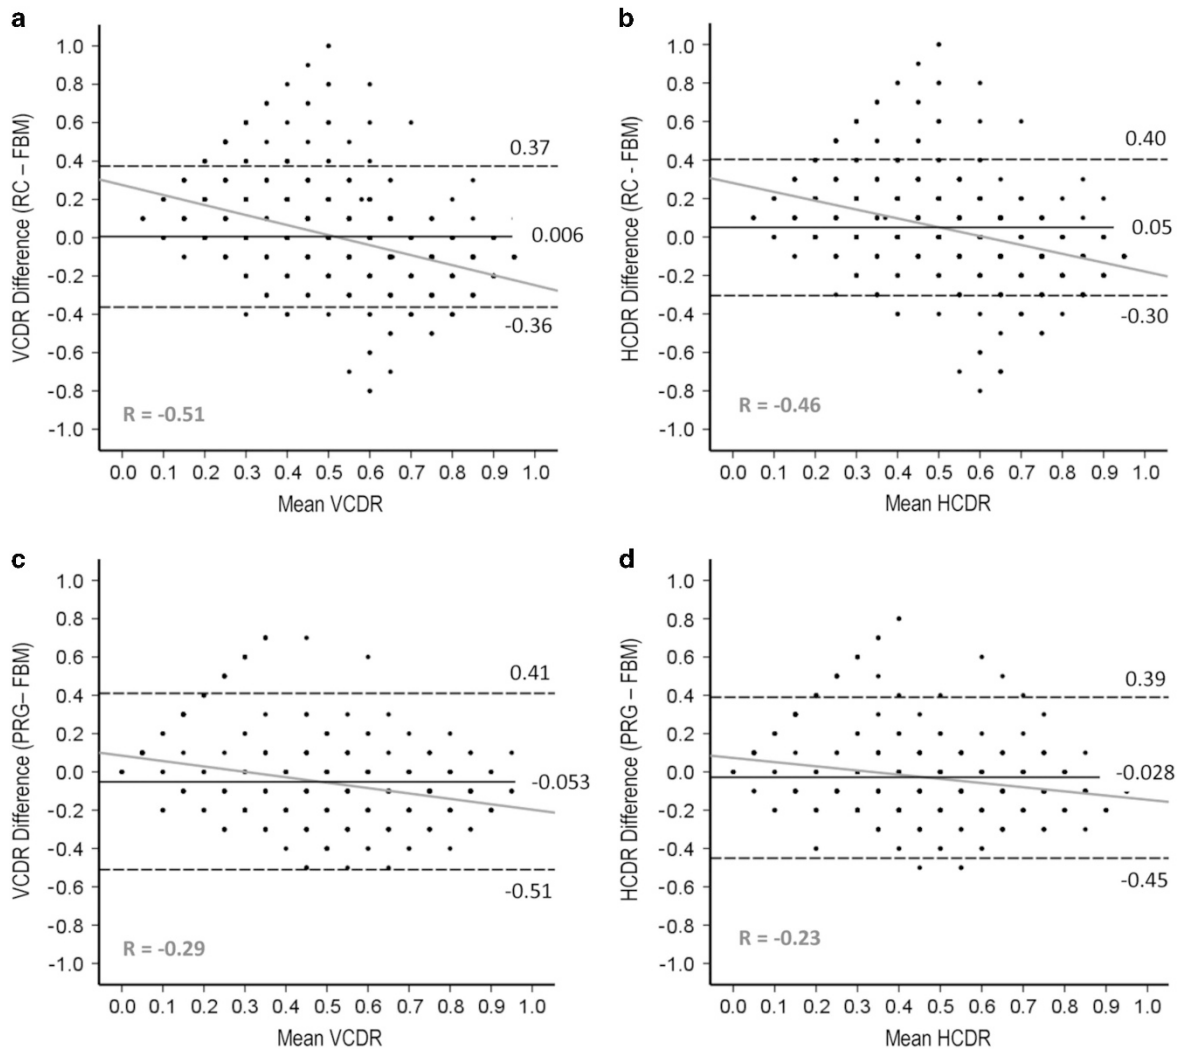 a
VCDR Difference (RC – FBM)
1.0
0.8
0.6
0.4
0.2
0.0
-0.2
-0.4
-0.6
-0.8
-1.0
0.37
0.006
-0.36
R = -0.51
0.0 0.1 0.2 0.3 0.4 0.5 0.6 0.7 0.8 0.9 1.0
Mean VCDR
b
HCDR Difference (RC - FBM)
1.0
0.8
0.6
0.4
0.2
0.0
-0.2
-0.4
-0.6
-0.8
-1.0
0.40
0.05
-0.30
R = -0.46
0.0 0.1 0.2 0.3 0.4 0.5 0.6 0.7 0.8 0.9 1.0
Mean HCDR
c
VCDR Difference (PRG– FBM)
1.0
0.8
0.6
0.4
0.2
0.0
-0.2
-0.4
-0.6
-0.8
-1.0
0.41
-0.053
-0.51
R = -0.29
0.0 0.1 0.2 0.3 0.4 0.5 0.6 0.7 0.8 0.9 1.0
Mean VCDR
d
HCDR Difference (PRG – FBM)
1.0
0.8
0.6
0.4
0.2
0.0
-0.2
-0.4
-0.6
-0.8
-1.0
0.39
-0.028
-0.45
R = -0.23
0.0 0.1 0.2 0.3 0.4 0.5 0.6 0.7 0.8 0.9 1.0
Mean HCDR